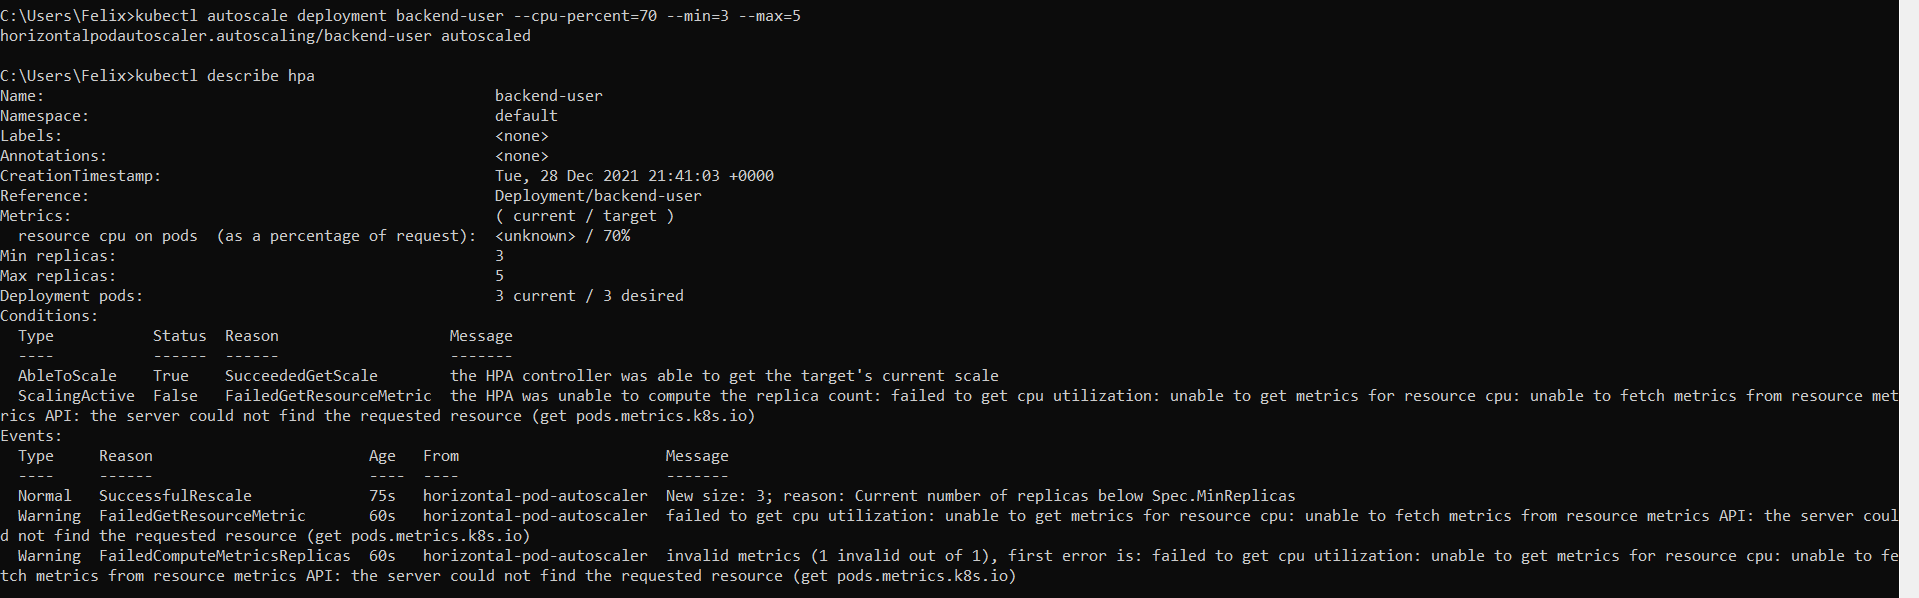 C:\Users\Felix>kubectl autoscale deployment backend-user --cpu-percent=70 --min=3 --max=5
horizontalpodautoscaler.autoscaling/backend-user autoscaled
C:\Users\Felix>kubectl describe hpa
Name: backend-user
Namespace: default
Labels: <none>
Annotations: <none>
CreationTimestamp: Tue, 28 Dec 2021 21:41:03 +0000
Reference: Deployment/backend-user
Metrics: ( current / target )
resource cpu on pods (as a percentage of request): <unknown> / 70%
Min replicas: 3
Max replicas: 5
Deployment pods: 3 current / 3 desired
Conditions:
Type Status Reason Message
---- ------ ------ -------
AbleToScale True SucceededGetScale the HPA controller was able to get the target's current scale
ScalingActive False FailedGetResourceMetric the HPA was unable to compute the replica count: failed to get cpu utilization: unable to get metrics for resource cpu: unable to fetch metrics from resource met
rics API: the server could not find the requested resource (get pods.metrics.k8s.io)
Events:
Type Reason Age From Message
---- ------ ---- ---- -------
Normal SuccessfulRescale 75s horizontal-pod-autoscaler New size: 3; reason: Current number of replicas below Spec.MinReplicas
Warning FailedGetResourceMetric 60s horizontal-pod-autoscaler failed to get cpu utilization: unable to get metrics for resource cpu: unable to fetch metrics from resource metrics API: the server coul
d not find the requested resource (get pods.metrics.k8s.io)
Warning FailedComputeMetricsReplicas 60s horizontal-pod-autoscaler invalid metrics (1 invalid out of 1), first error is: failed to get cpu utilization: unable to get metrics for resource cpu: unable to fe
tch metrics from resource metrics API: the server could not find the requested resource (get pods.metrics.k8s.io)